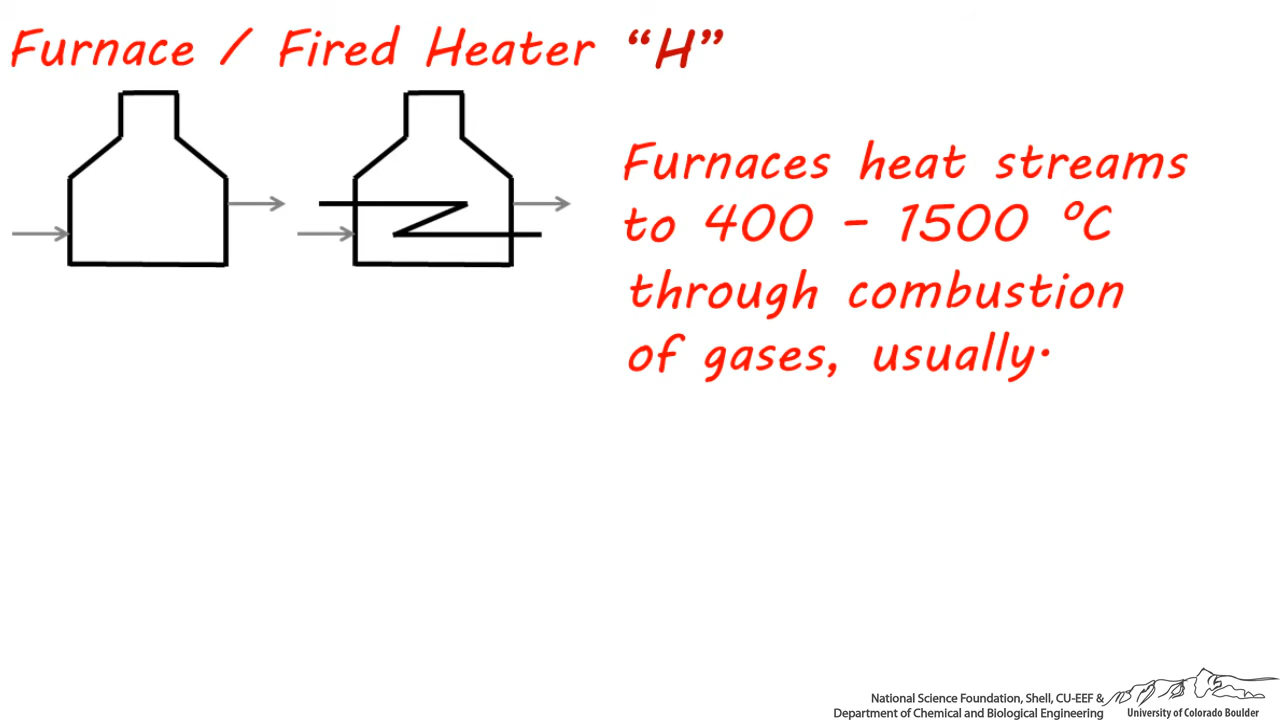 Furnace / Fired Heater “H”
Furnaces heat streams
to 400 - 1500 °C
through combustion
of gases, usually.
National Science Foundation, Shell, CU-EEF &
Department of Chemical and Biological Engineering
University of Colorado Boulder